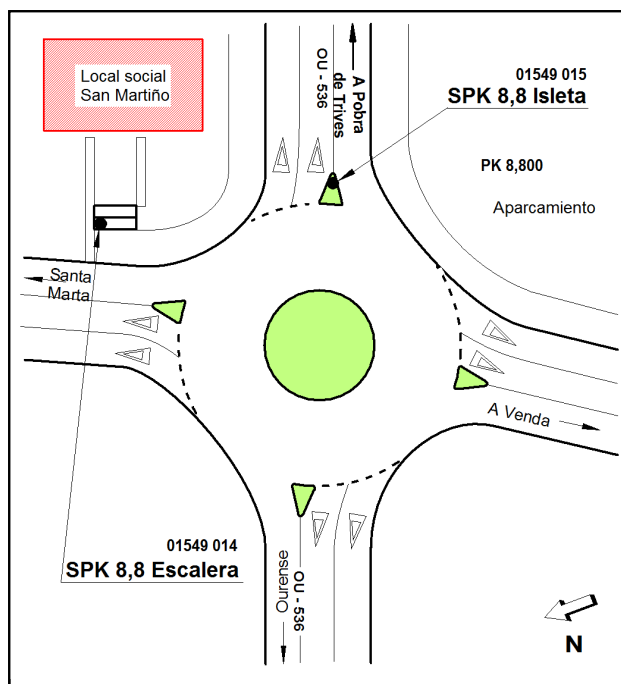 Local social
San Martiño
OU - 536
A Pobra
de Trives
01549 015
SPK 8,8 Isleta
PK 8,800
Aparcamiento
Santa
Marta
A Venda
01549 014
SPK 8,8 Escalera
Ourense
OU - 536
N